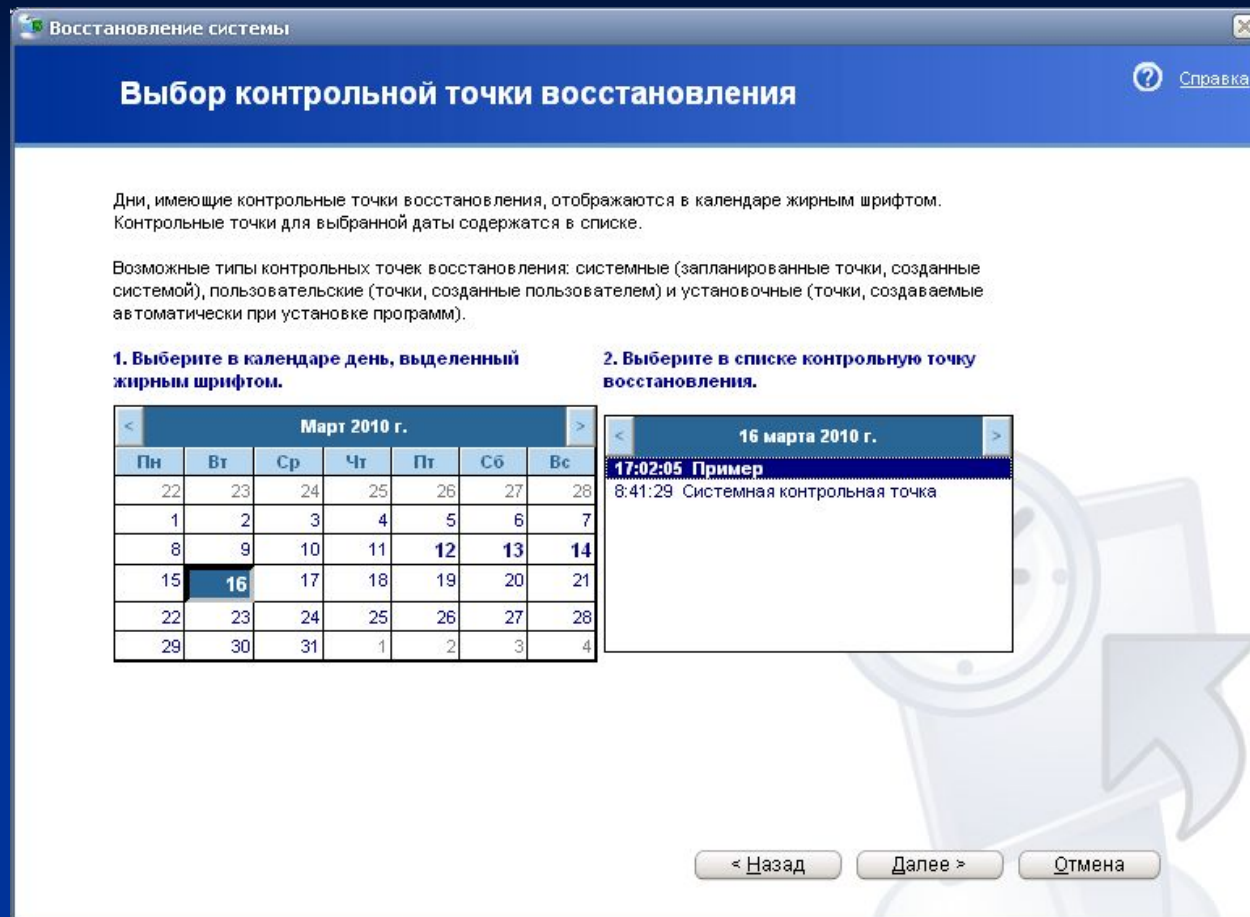 Восстановление системы
Выбор контрольной точки восстановления
Справка
Дни, имеющие контрольные точки восстановления, отображаются в календаре жирным шрифтом.
Контрольные точки для выбранной даты содержатся в списке.
Возможные типы контрольных точек восстановления: системные (запланированные точки, созданные
системой), пользовательские (точки, созданные пользователем) и установочные (точки, создаваемые
автоматически при установке программ).
1. Выберите в календаре день, выделенный
жирным шрифтом.
2. Выберите в списке контрольную точку
восстановления.
< Март 2010 г. >
Пн Вт Ср Чт Пт Сб Вс
22 23 24 25 26 27 28
1 2 3 4 5 6 7
8 9 10 11 12 13 14
15 16 17 18 19 20 21
22 23 24 25 26 27 28
29 30 31 1 2 3 4
< 16 марта 2010 г. >
17:02:05 Пример
8:41:29 Системная контрольная точка
< Назад
Далее >
Отмена